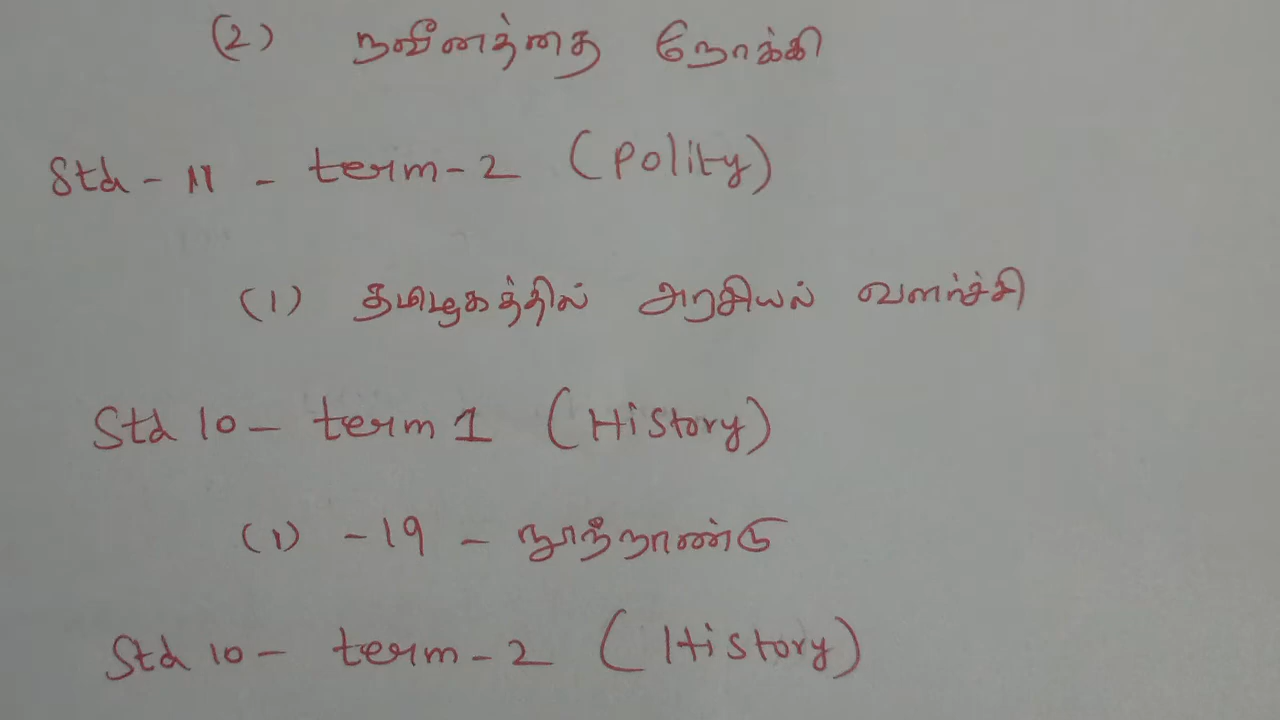 (2) நவீனத்தை நோக்கி
Std - 11 - term - 2 (Polity)
(1) தமிழகத்தில் அரசியல் வளர்ச்சி
Std 10 - term 1 (History)
(1) - 19 - நூற்றாண்டு
Std 10 - term - 2 (History)